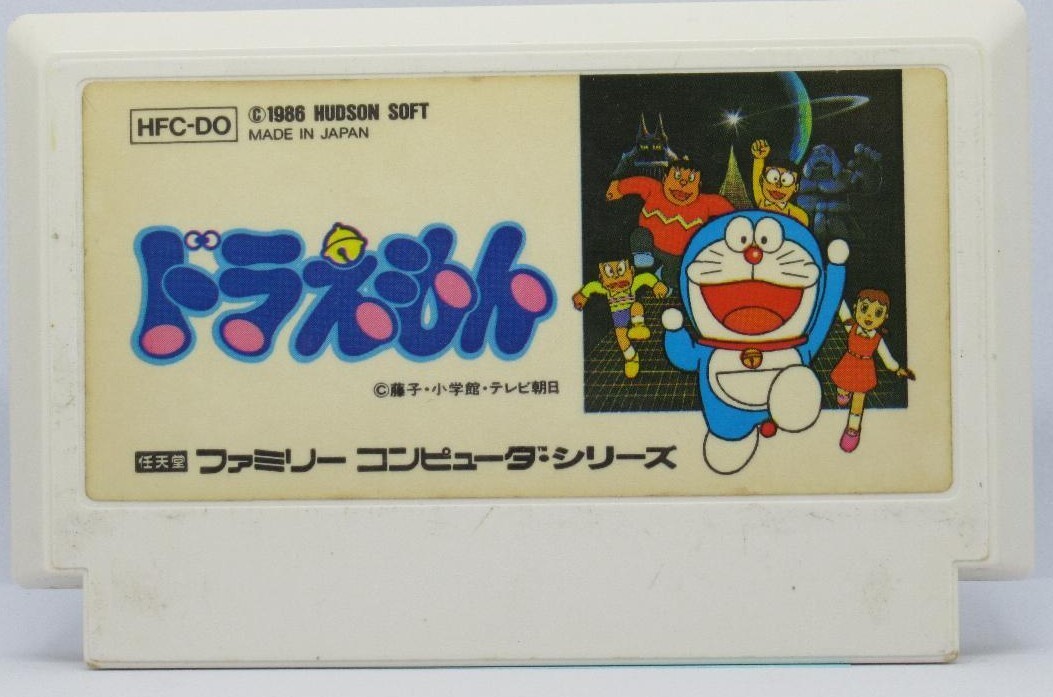 HFC-DO
©1986 HUDSON SOFT
MADE IN JAPAN
ドラえもん
©藤子・小学館・テレビ朝日
任天堂 ファミリー コンピュータ™・シリーズ